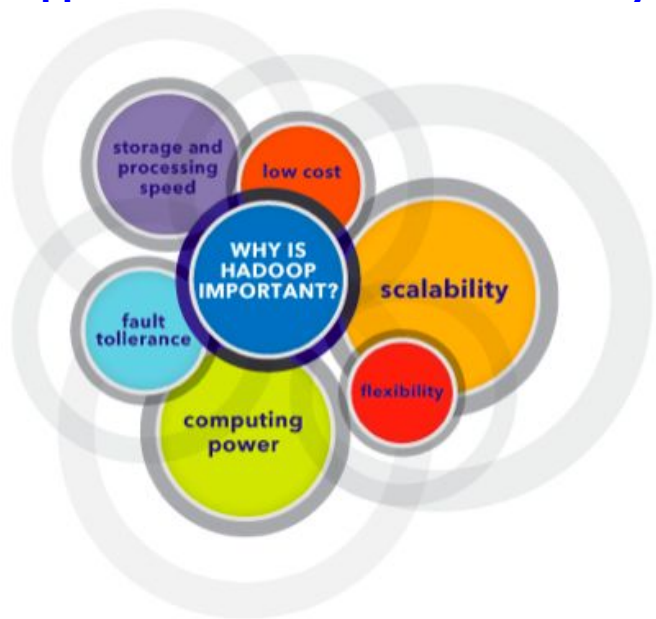 storage and
processing
speed
low cost
WHY IS
HADOOP
IMPORTANT?
scalability
fault
tollerance
flexibility
computing
power